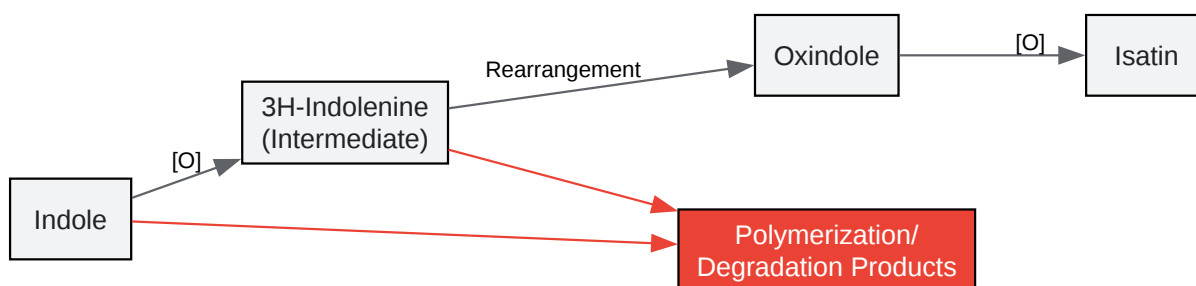 Indole
[O]
3H-Indolenine
(Intermediate)
Rearrangement
Oxindole
[O]
Isatin
Polymerization/
Degradation Products